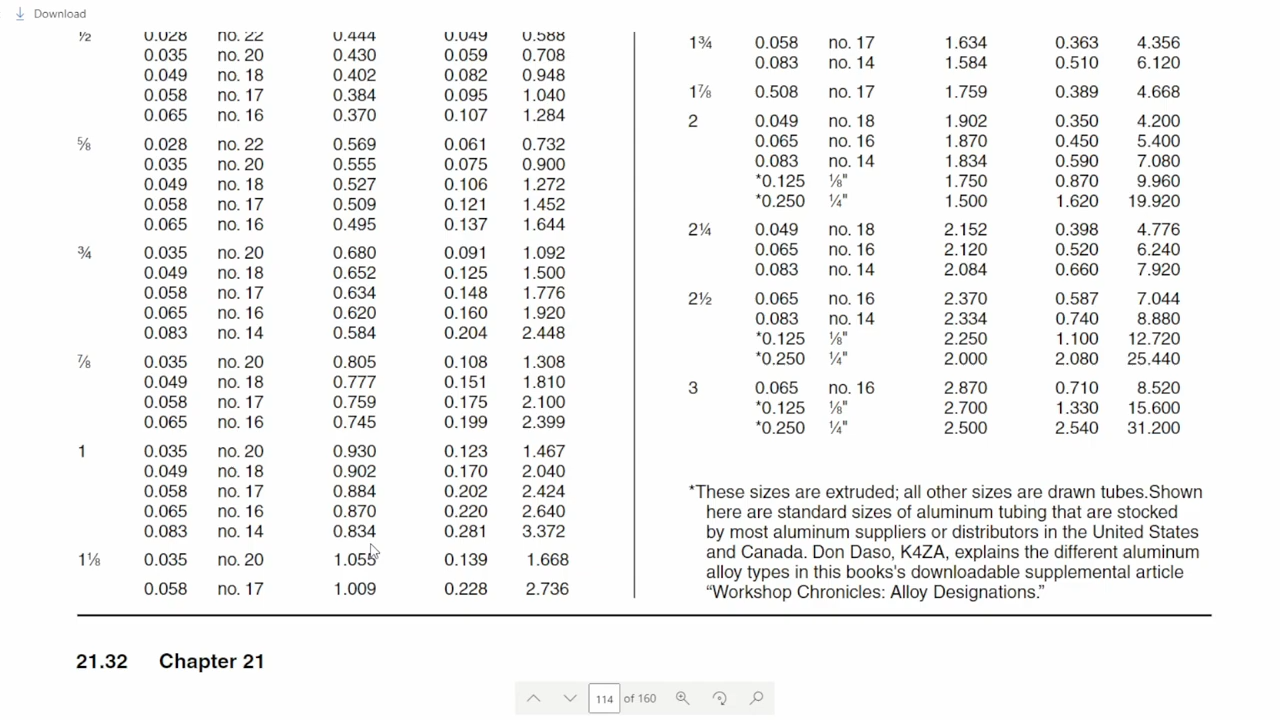 Download
½ 0.028 no. 22 0.444 0.049 0.588
0.035 no. 20 0.430 0.059 0.708
0.049 no. 18 0.402 0.082 0.948
0.058 no. 17 0.384 0.095 1.040
0.065 no. 16 0.370 0.107 1.284
⅝ 0.028 no. 22 0.569 0.061 0.732
0.035 no. 20 0.555 0.075 0.900
0.049 no. 18 0.527 0.106 1.272
0.058 no. 17 0.509 0.121 1.452
0.065 no. 16 0.495 0.137 1.644
¾ 0.035 no. 20 0.680 0.091 1.092
0.049 no. 18 0.652 0.125 1.500
0.058 no. 17 0.634 0.148 1.776
0.065 no. 16 0.620 0.160 1.920
0.083 no. 14 0.584 0.204 2.448
⅞ 0.035 no. 20 0.805 0.108 1.308
0.049 no. 18 0.777 0.151 1.810
0.058 no. 17 0.759 0.175 2.100
0.065 no. 16 0.745 0.199 2.399
1 0.035 no. 20 0.930 0.123 1.467
0.049 no. 18 0.902 0.170 2.040
0.058 no. 17 0.884 0.202 2.424
0.065 no. 16 0.870 0.220 2.640
0.083 no. 14 0.834 0.281 3.372
1⅛ 0.035 no. 20 1.055 0.139 1.668
0.058 no. 17 1.009 0.228 2.736
1¾ 0.058 no. 17 1.634 0.363 4.356
0.083 no. 14 1.584 0.510 6.120
1⅞ 0.508 no. 17 1.759 0.389 4.668
2 0.049 no. 18 1.902 0.350 4.200
0.065 no. 16 1.870 0.450 5.400
0.083 no. 14 1.834 0.590 7.080
*0.125 ⅛" 1.750 0.870 9.960
*0.250 ¼" 1.500 1.620 19.920
2¼ 0.049 no. 18 2.152 0.398 4.776
0.065 no. 16 2.120 0.520 6.240
0.083 no. 14 2.084 0.660 7.920
2½ 0.065 no. 16 2.370 0.587 7.044
0.083 no. 14 2.334 0.740 8.880
*0.125 ⅛" 2.250 1.100 12.720
*0.250 ¼" 2.000 2.080 25.440
3 0.065 no. 16 2.870 0.710 8.520
*0.125 ⅛" 2.700 1.330 15.600
*0.250 ¼" 2.500 2.540 31.200
*These sizes are extruded; all other sizes are drawn tubes.Shown
here are standard sizes of aluminum tubing that are stocked
by most aluminum suppliers or distributors in the United States
and Canada. Don Daso, K4ZA, explains the different aluminum
alloy types in this books's downloadable supplemental article
“Workshop Chronicles: Alloy Designations.”
21.32 Chapter 21
114 of 160